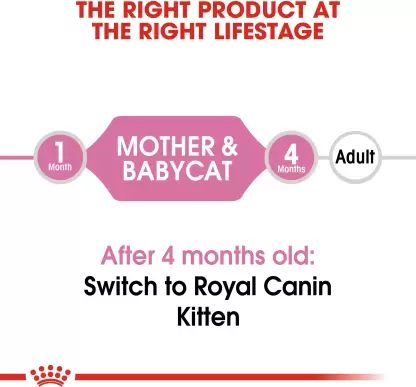 THE RIGHT PRODUCT AT
THE RIGHT LIFESTAGE
1
Month
MOTHER &
BABYCAT
4
Months
Adult
After 4 months old:
Switch to Royal Canin
Kitten